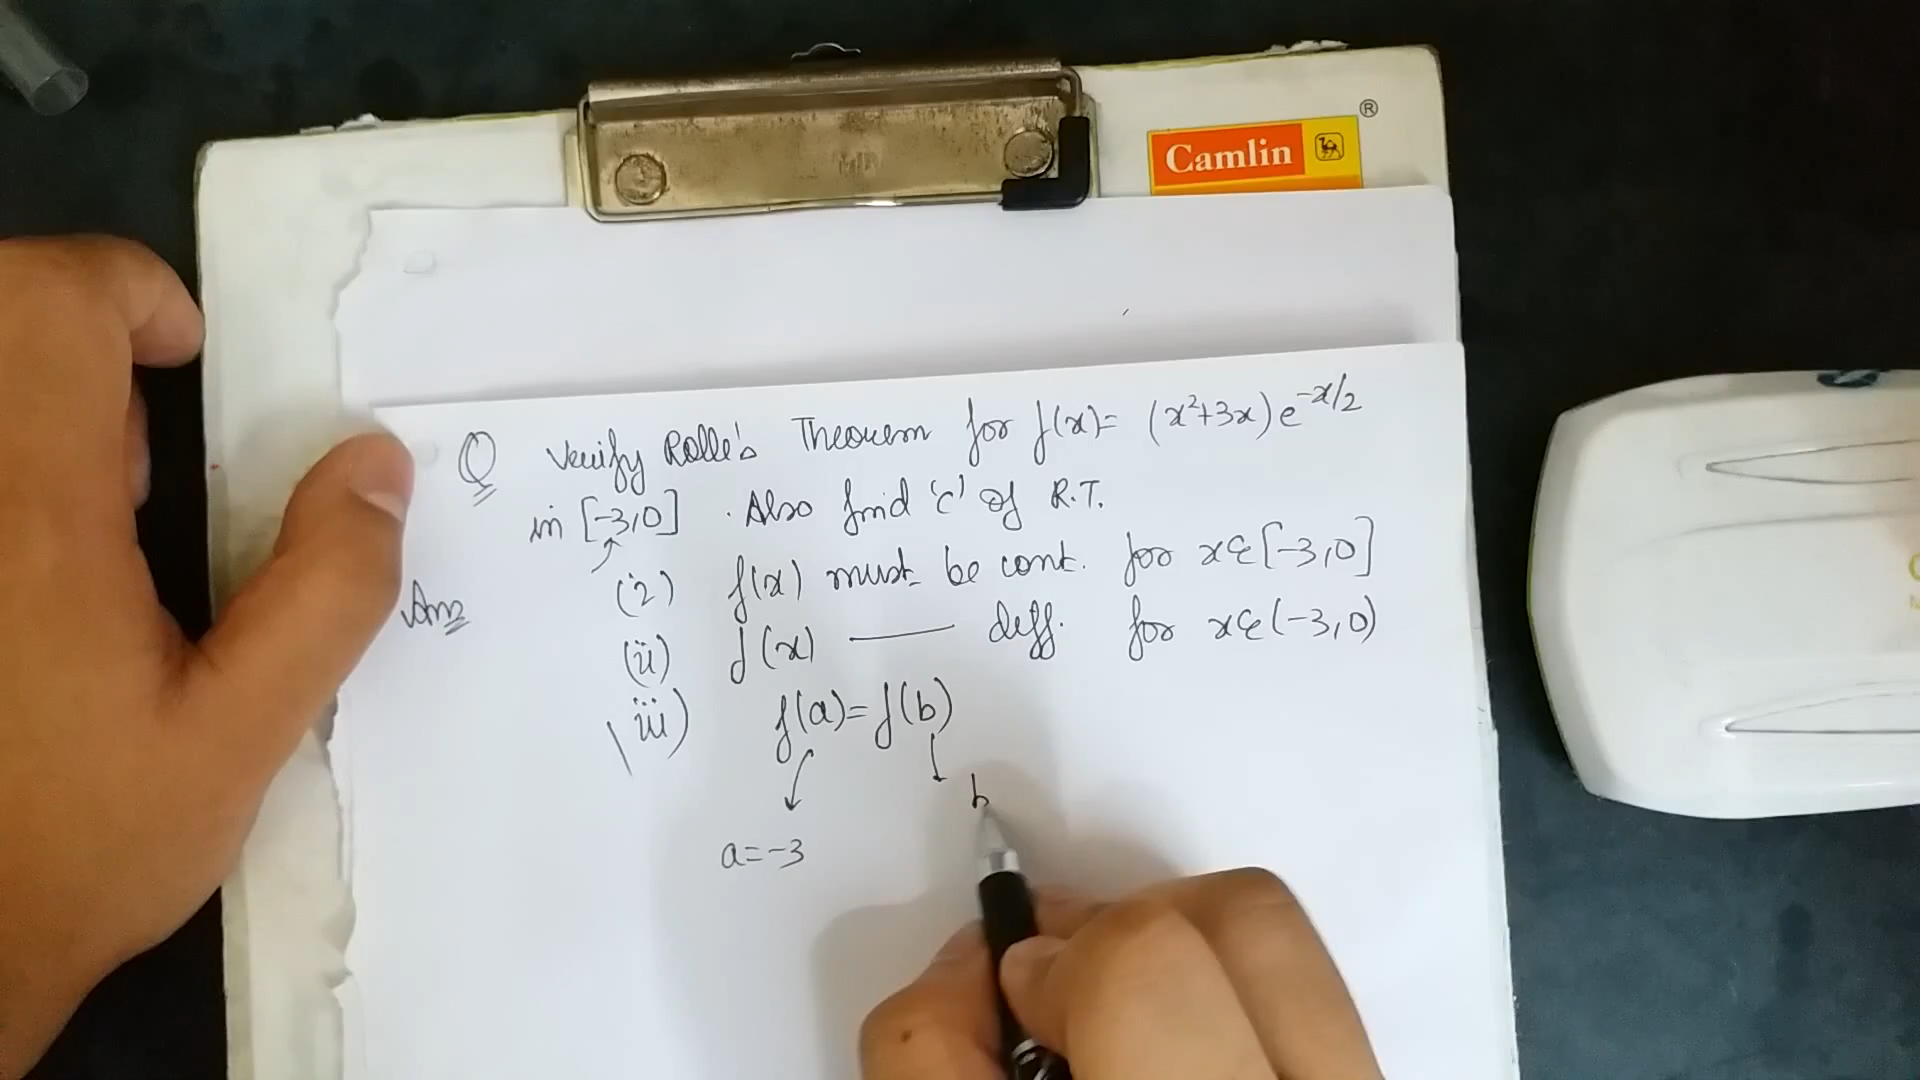 MR
Camlin
®
Q Verify Rolle's Theorem for f(x)= (x²+3x) e^-x/2
in [-3,0] . Also find 'c' of R.T.
Ans (i) f(x) must be cont. for x∈[-3,0]
(ii) f(x) —— diff. for x∈(-3,0)
(iii) f(a)=f(b)
b
a=-3